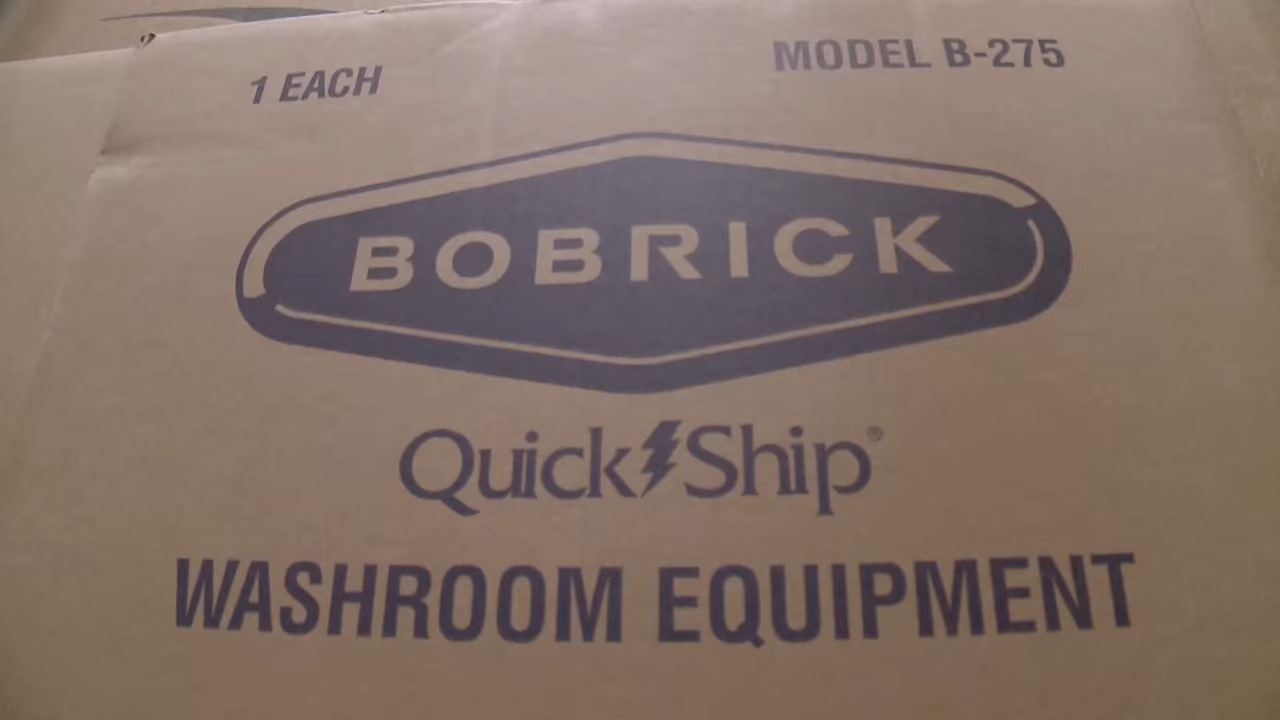 1 EACH
MODEL B-275
BOBRICK
Quick Ship®
WASHROOM EQUIPMENT